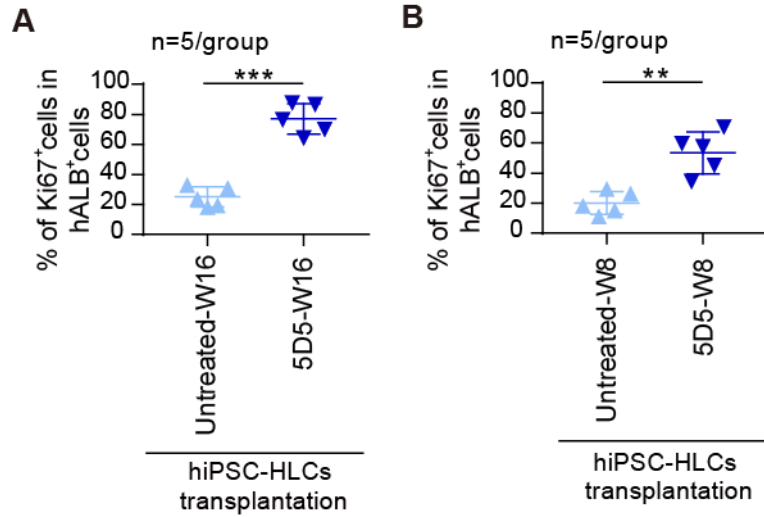 A
n=5/group
***
% of Ki67+cells in
hALB+cells
100
80
60
40
20
0
Untreated-W16
5D5-W16
hiPSC-HLCs
transplantation
B
n=5/group
**
% of Ki67+cells in
hALB+cells
100
80
60
40
20
0
Untreated-W8
5D5-W8
hiPSC-HLCs
transplantation